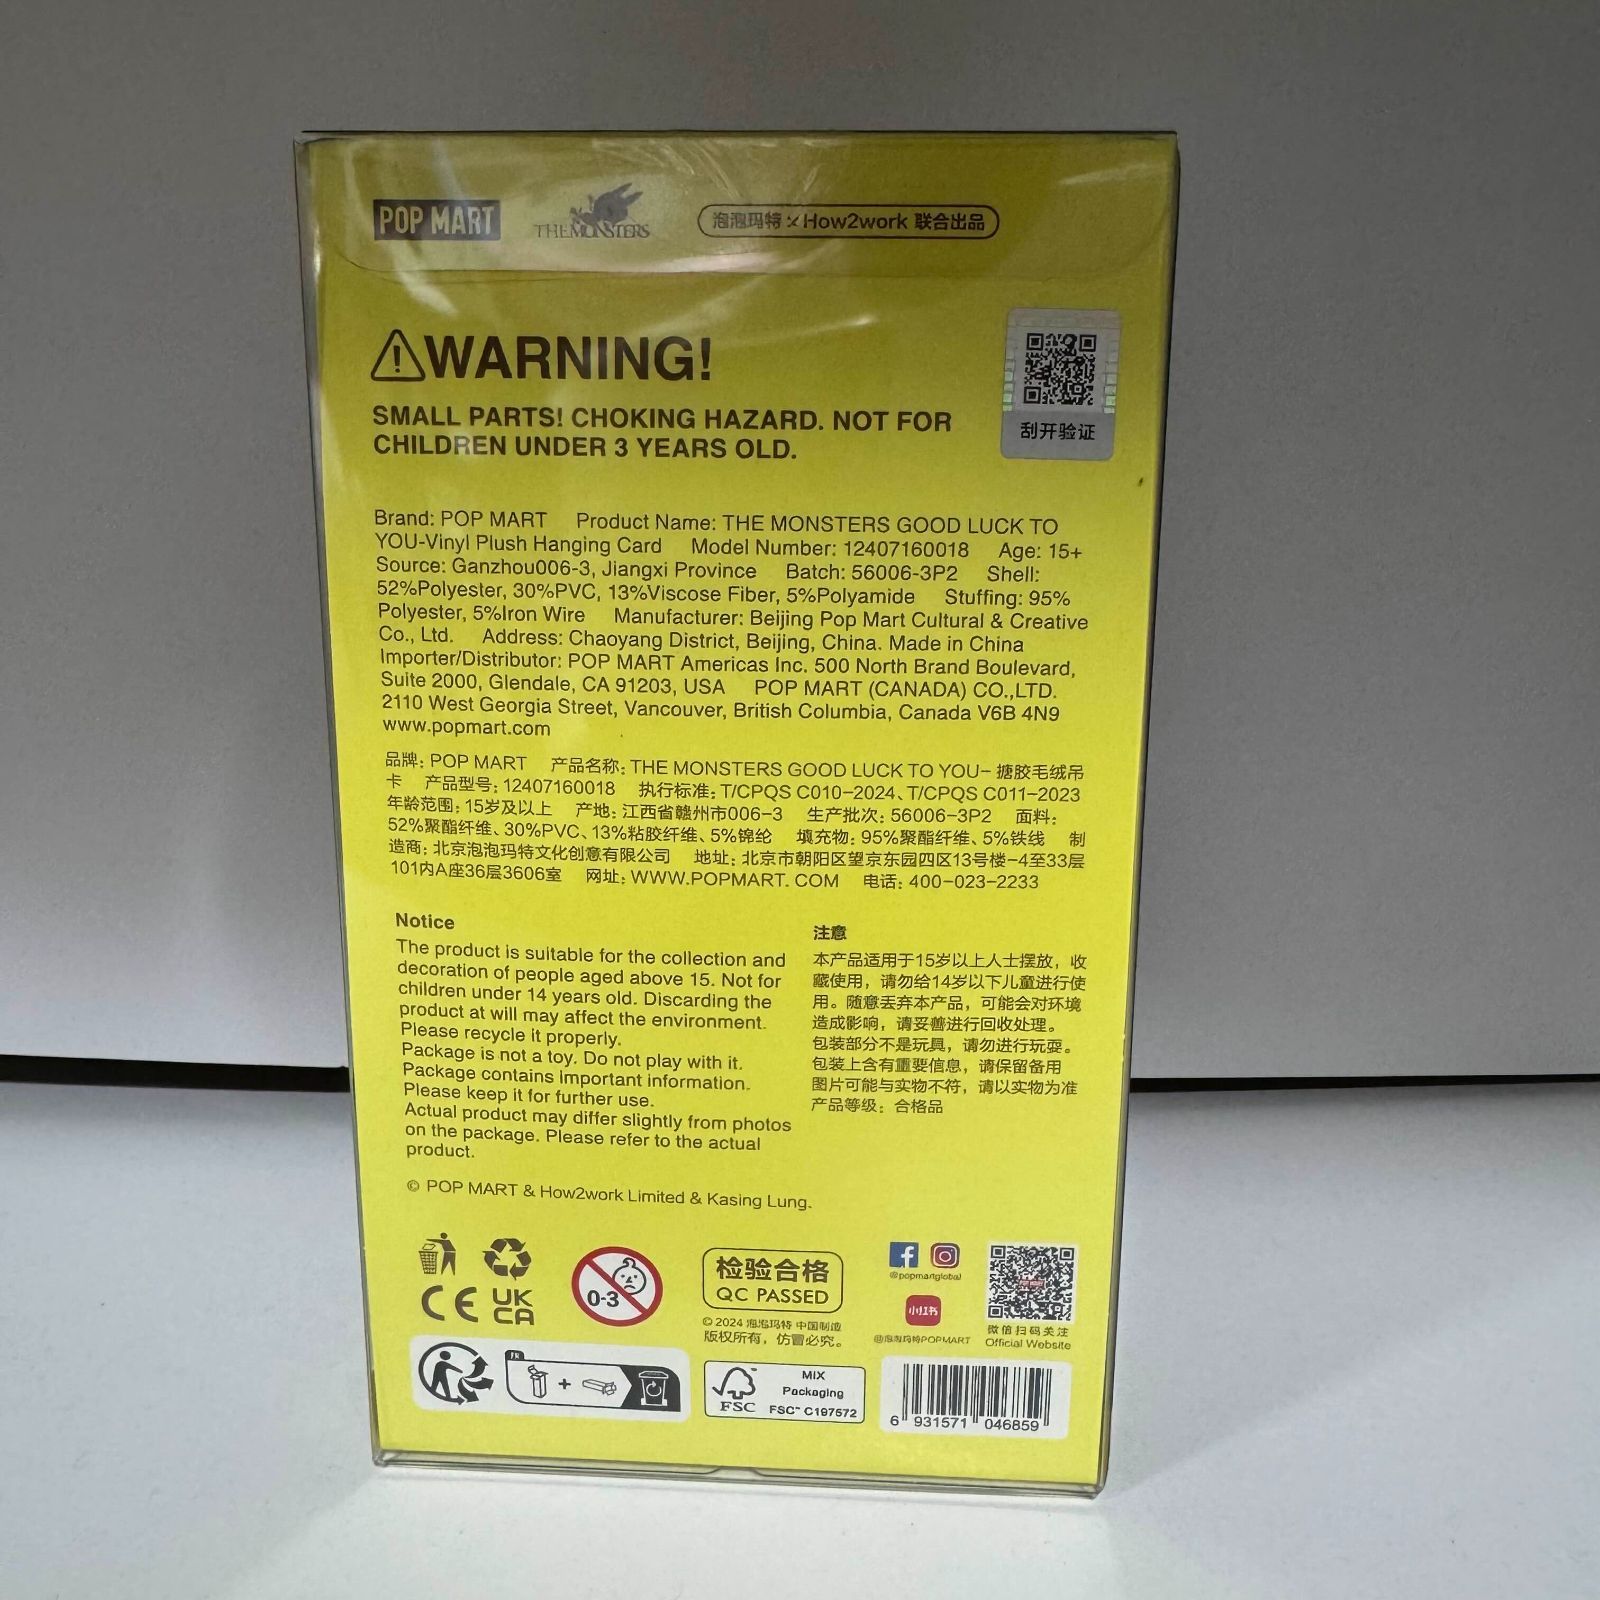 POP MART THE MONSTERS 泡泡玛特×How2work 联合出品
WARNING!
SMALL PARTS! CHOKING HAZARD. NOT FOR
CHILDREN UNDER 3 YEARS OLD.
刮开验证
Brand: POP MART Product Name: THE MONSTERS GOOD LUCK TO
YOU-Vinyl Plush Hanging Card Model Number: 12407160018 Age: 15+
Source: Ganzhou006-3, Jiangxi Province Batch: 56006-3P2 Shell:
52%Polyester, 30%PVC, 13%Viscose Fiber, 5%Polyamide Stuffing: 95%
Polyester, 5%Iron Wire Manufacturer: Beijing Pop Mart Cultural & Creative
Co., Ltd. Address: Chaoyang District, Beijing, China. Made in China
Importer/Distributor: POP MART Americas Inc. 500 North Brand Boulevard,
Suite 2000, Glendale, CA 91203, USA POP MART (CANADA) CO.,LTD.
2110 West Georgia Street, Vancouver, British Columbia, Canada V6B 4N9
www.popmart.com
品牌: POP MART 产品名称: THE MONSTERS GOOD LUCK TO YOU- 搪胶毛绒吊
卡 产品型号: 12407160018 执行标准: T/CPQS C010-2024、T/CPQS C011-2023
年龄范围: 15岁及以上 产地: 江西省赣州市006-3 生产批次: 56006-3P2 面料:
52%聚酯纤维、30%PVC、13%粘胶纤维、5%锦纶 填充物: 95%聚酯纤维、5%铁线 制
造商: 北京泡泡玛特文化创意有限公司 地址: 北京市朝阳区望京东园四区13号楼-4至33层
101内A座36层3606室 网址: WWW.POPMART. COM 电话: 400-023-2233
Notice
The product is suitable for the collection and
decoration of people aged above 15. Not for
children under 14 years old. Discarding the
product at will may affect the environment.
Please recycle it properly.
Package is not a toy. Do not play with it.
Package contains important information.
Please keep it for further use.
Actual product may differ slightly from photos
on the package. Please refer to the actual
product.
注意
本产品适用于15岁以上人士摆放，收
藏使用，请勿给14岁以下儿童进行使
用。随意丢弃本产品，可能会对环境
造成影响，请妥善进行回收处理。
包装部分不是玩具，请勿进行玩耍。
包装上含有重要信息，请保留备用
图片可能与实物不符，请以实物为准
产品等级：合格品
© POP MART & How2work Limited & Kasing Lung.
CE UK CA
0-3
检验合格
QC PASSED
© 2024 泡泡玛特 中国制造
版权所有，仿冒必究。
@popmartglobal
小红书
@泡泡玛特POPMART
微信扫码关注
Official Website
FR
+
FSC
MIX
Packaging
FSC™ C197572
6 931571 046859